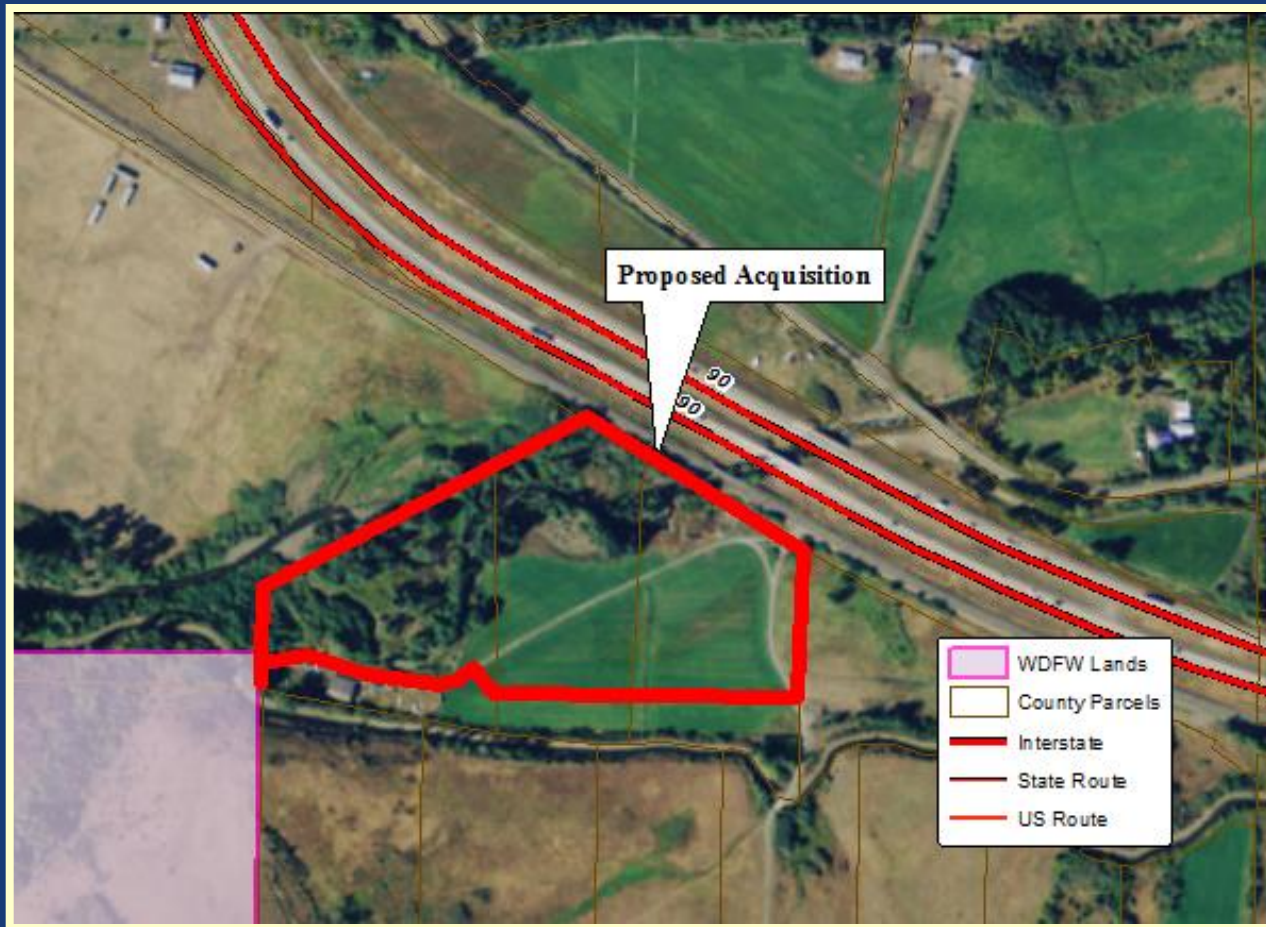 Proposed Acquisition
90
90
WDFW Lands
County Parcels
Interstate
State Route
US Route